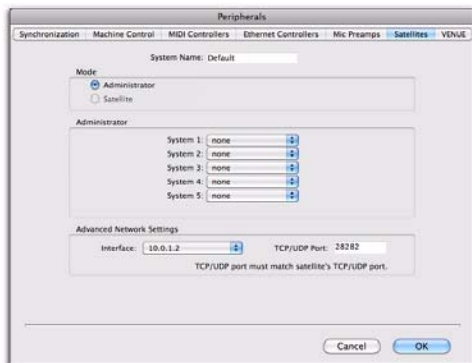 Peripherals
Synchronization Machine Control MIDI Controllers Ethernet Controllers Mic Preamps Satellites VENUE
System Name: Default
Mode
Administrator
Satellite
Administrator
System 1: none
System 2: none
System 3: none
System 4: none
System 5: none
Advanced Network Settings
Interface: 10.0.1.2 TCP/UDP Port: 28282
TCP/UDP port must match satellite's TCP/UDP port.
Cancel OK